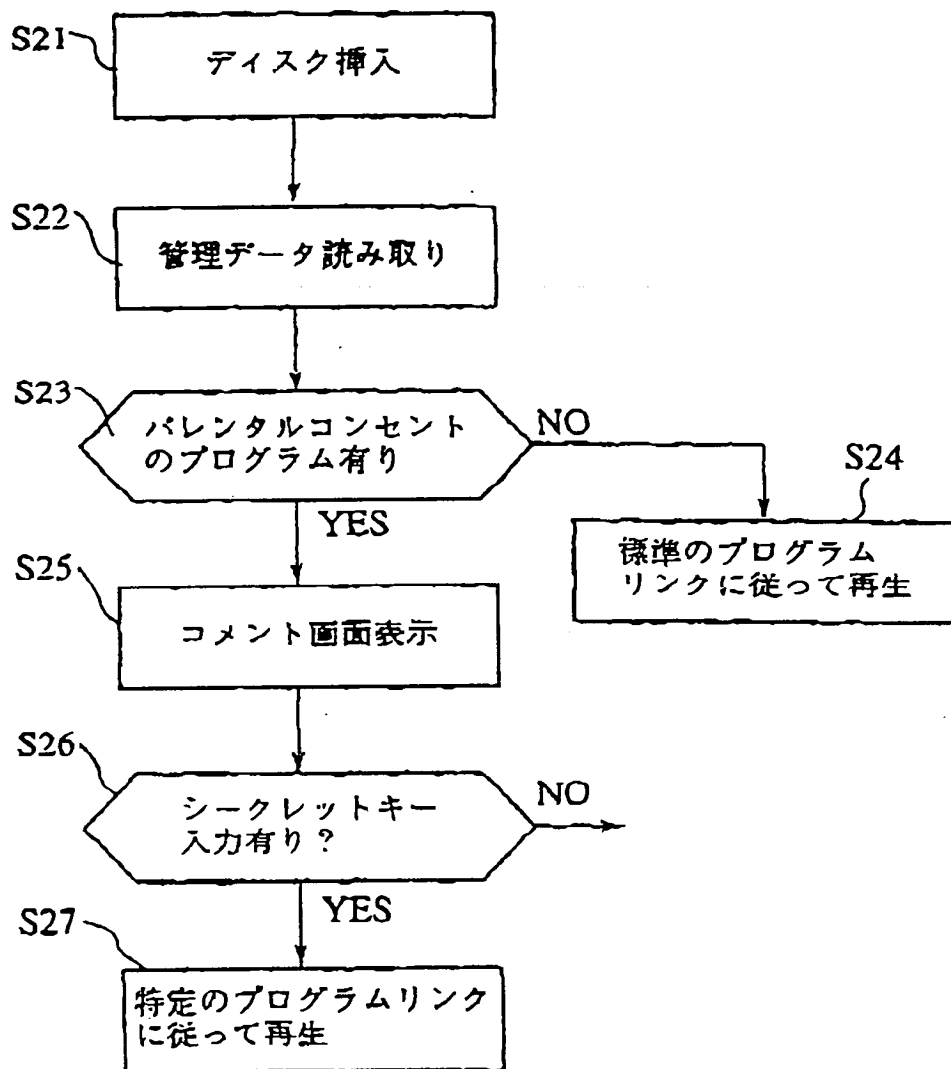 S21
ディスク挿入
S22
管理データ読み取り
S23
パレンタルコンセント
のプログラム有り
NO
YES
S24
標準のプログラム
リンクに従って再生
S25
コメント画面表示
S26
シークレットキー
入力有り?
NO
YES
S27
特定のプログラムリンク
に従って再生